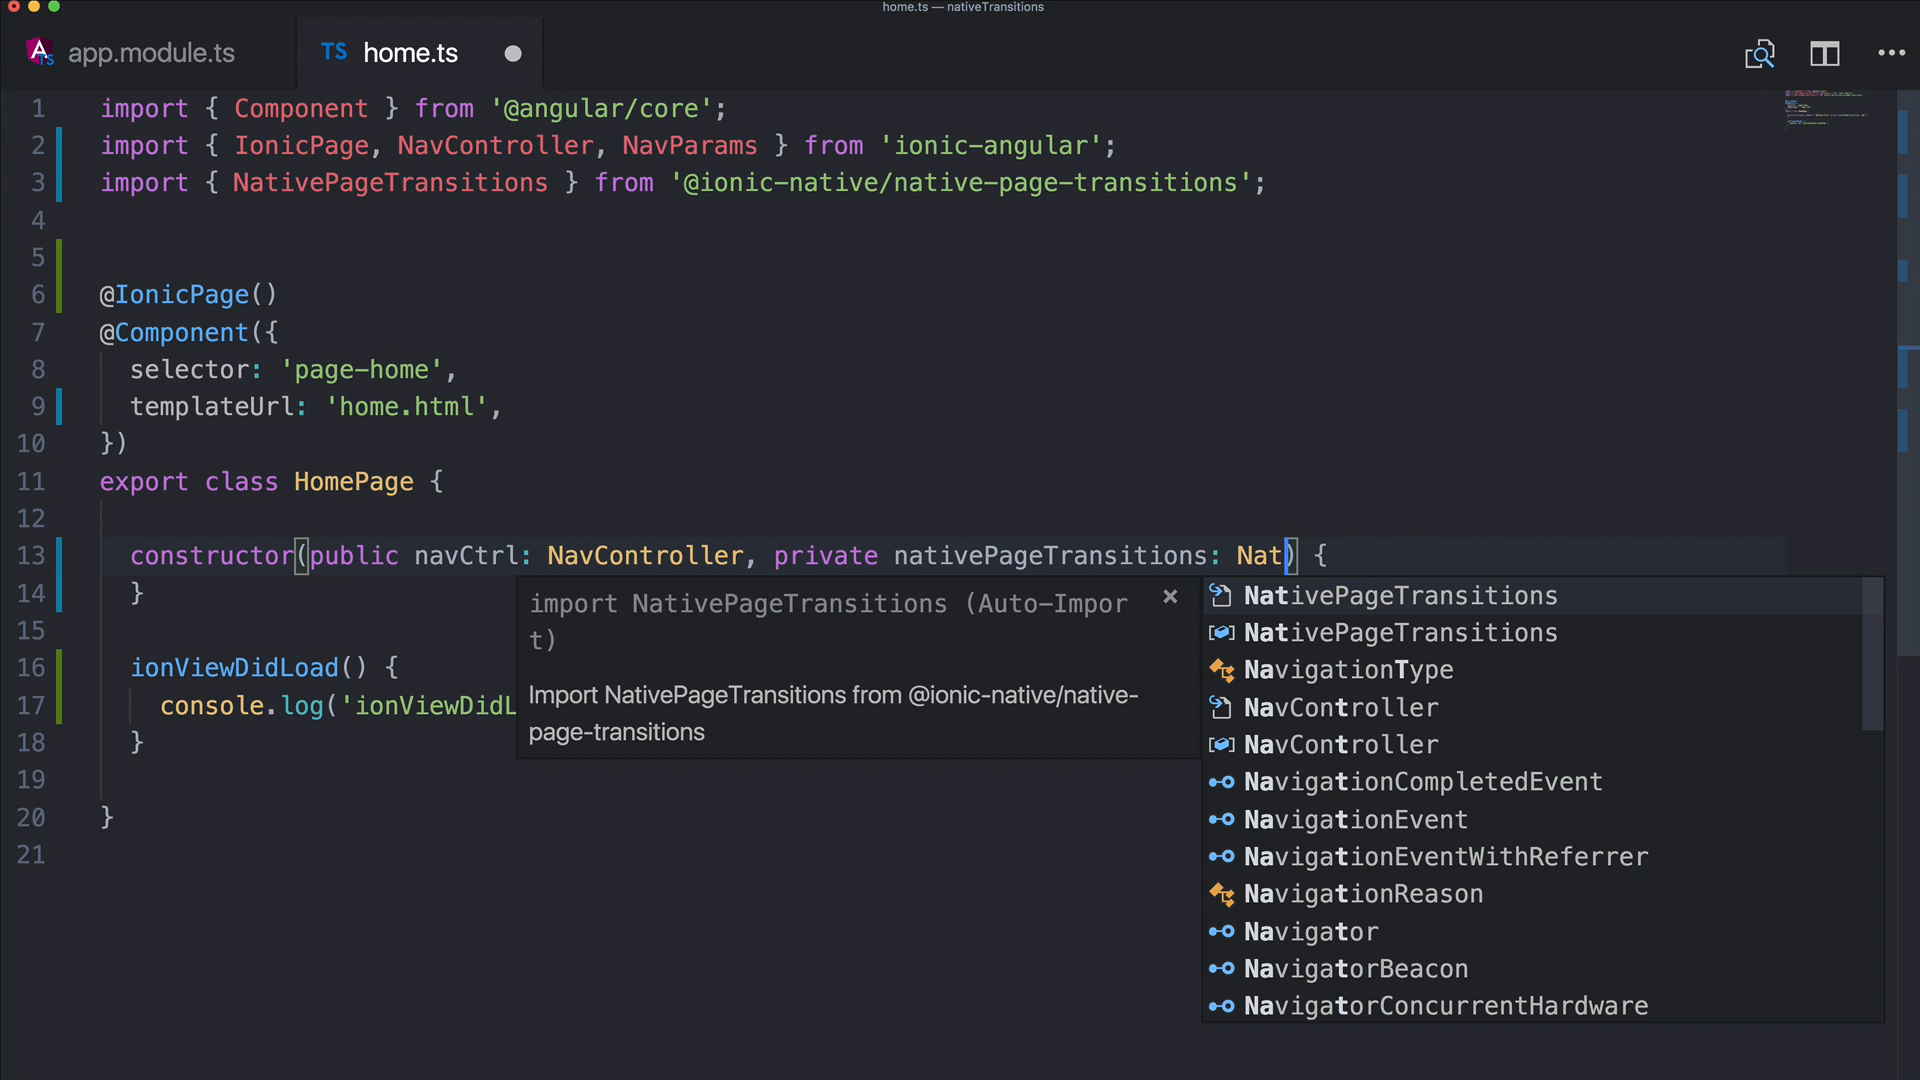 home.ts — nativeTransitions
app.module.ts
TS home.ts
1 import { Component } from '@angular/core';
2 import { IonicPage, NavController, NavParams } from 'ionic-angular';
3 import { NativePageTransitions } from '@ionic-native/native-page-transitions';
4
5
6 @IonicPage()
7 @Component({
8 selector: 'page-home',
9 templateUrl: 'home.html',
10 })
11 export class HomePage {
12
13 constructor(public navCtrl: NavController, private nativePageTransitions: Nat) {
14 }
15
16 ionViewDidLoad() {
17 console.log('ionViewDidL
18 }
19
20 }
21
import NativePageTransitions (Auto-Impor
t)
Import NativePageTransitions from @ionic-native/native-
page-transitions
NativePageTransitions
NativePageTransitions
NavigationType
NavController
NavController
NavigationCompletedEvent
NavigationEvent
NavigationEventWithReferrer
NavigationReason
Navigator
NavigatorBeacon
NavigatorConcurrentHardware